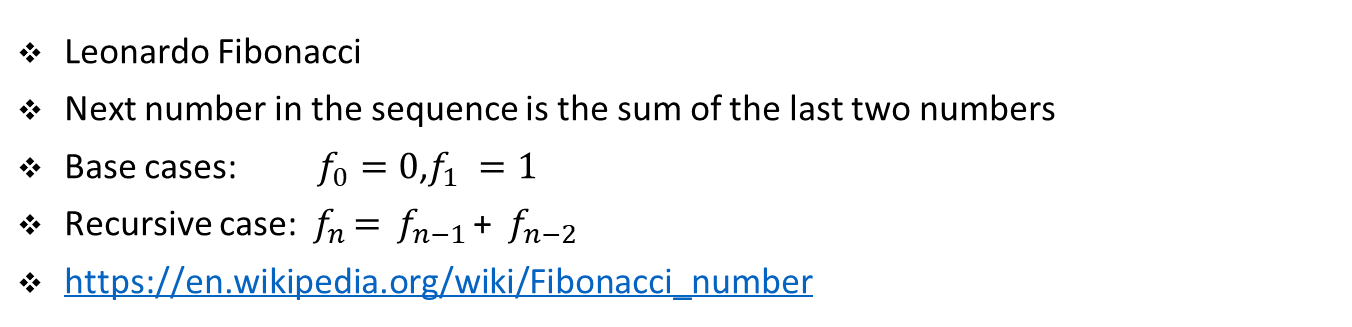 ❖ Leonardo Fibonacci
❖ Next number in the sequence is the sum of the last two numbers
❖ Base cases: f₀ = 0,f₁ = 1
❖ Recursive case: fₙ = fₙ₋₁ + fₙ₋₂
❖ https://en.wikipedia.org/wiki/Fibonacci_number